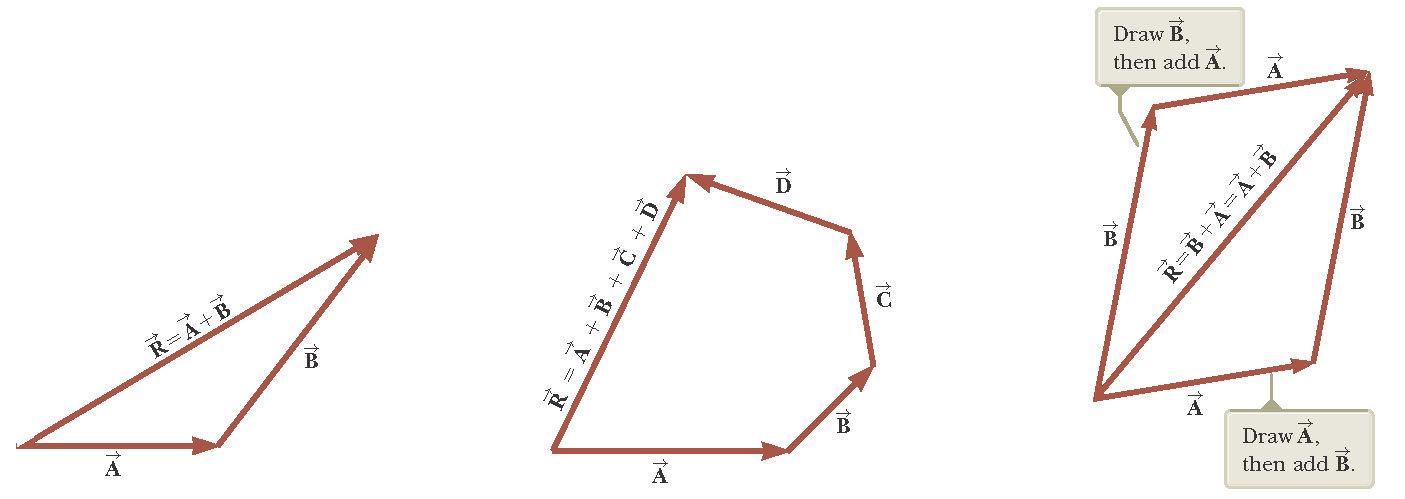 R⃗ = A⃗ + B⃗
B⃗
A⃗
R⃗ = A⃗ + B⃗ + C⃗ + D⃗
D⃗
C⃗
B⃗
A⃗
Draw B⃗,
then add A⃗.
A⃗
B⃗
R⃗ = B⃗ + A⃗ = A⃗ + B⃗
B⃗
A⃗
Draw A⃗,
then add B⃗.